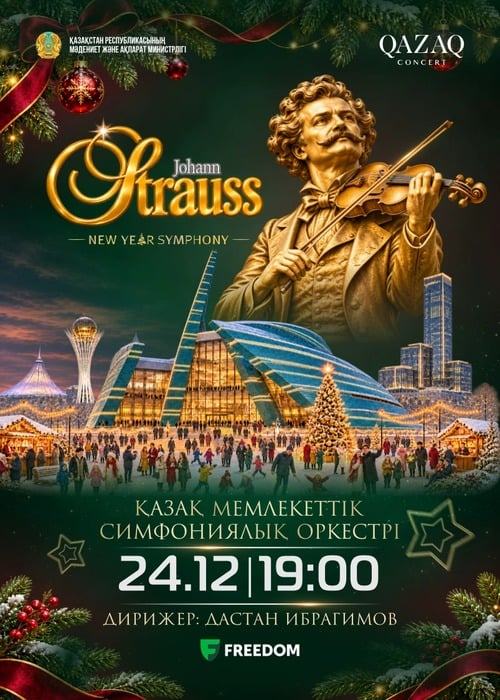 ҚАЗАҚСТАН РЕСПУБЛИКАСЫНЫҢ
МӘДЕНИЕТ ЖӘНЕ АҚПАРАТ МИНИСТРЛІГІ
QAZAQ
CONCERT
Johann
Strauss
NEW YEAR SYMPHONY
ҚАЗАҚ МЕМЛЕКЕТТІК
СИМФОНИЯЛЫҚ ОРКЕСТРІ
24.12 | 19:00
ДИРИЖЕР: ДАСТАН ИБРАГИМОВ
FREEDOM